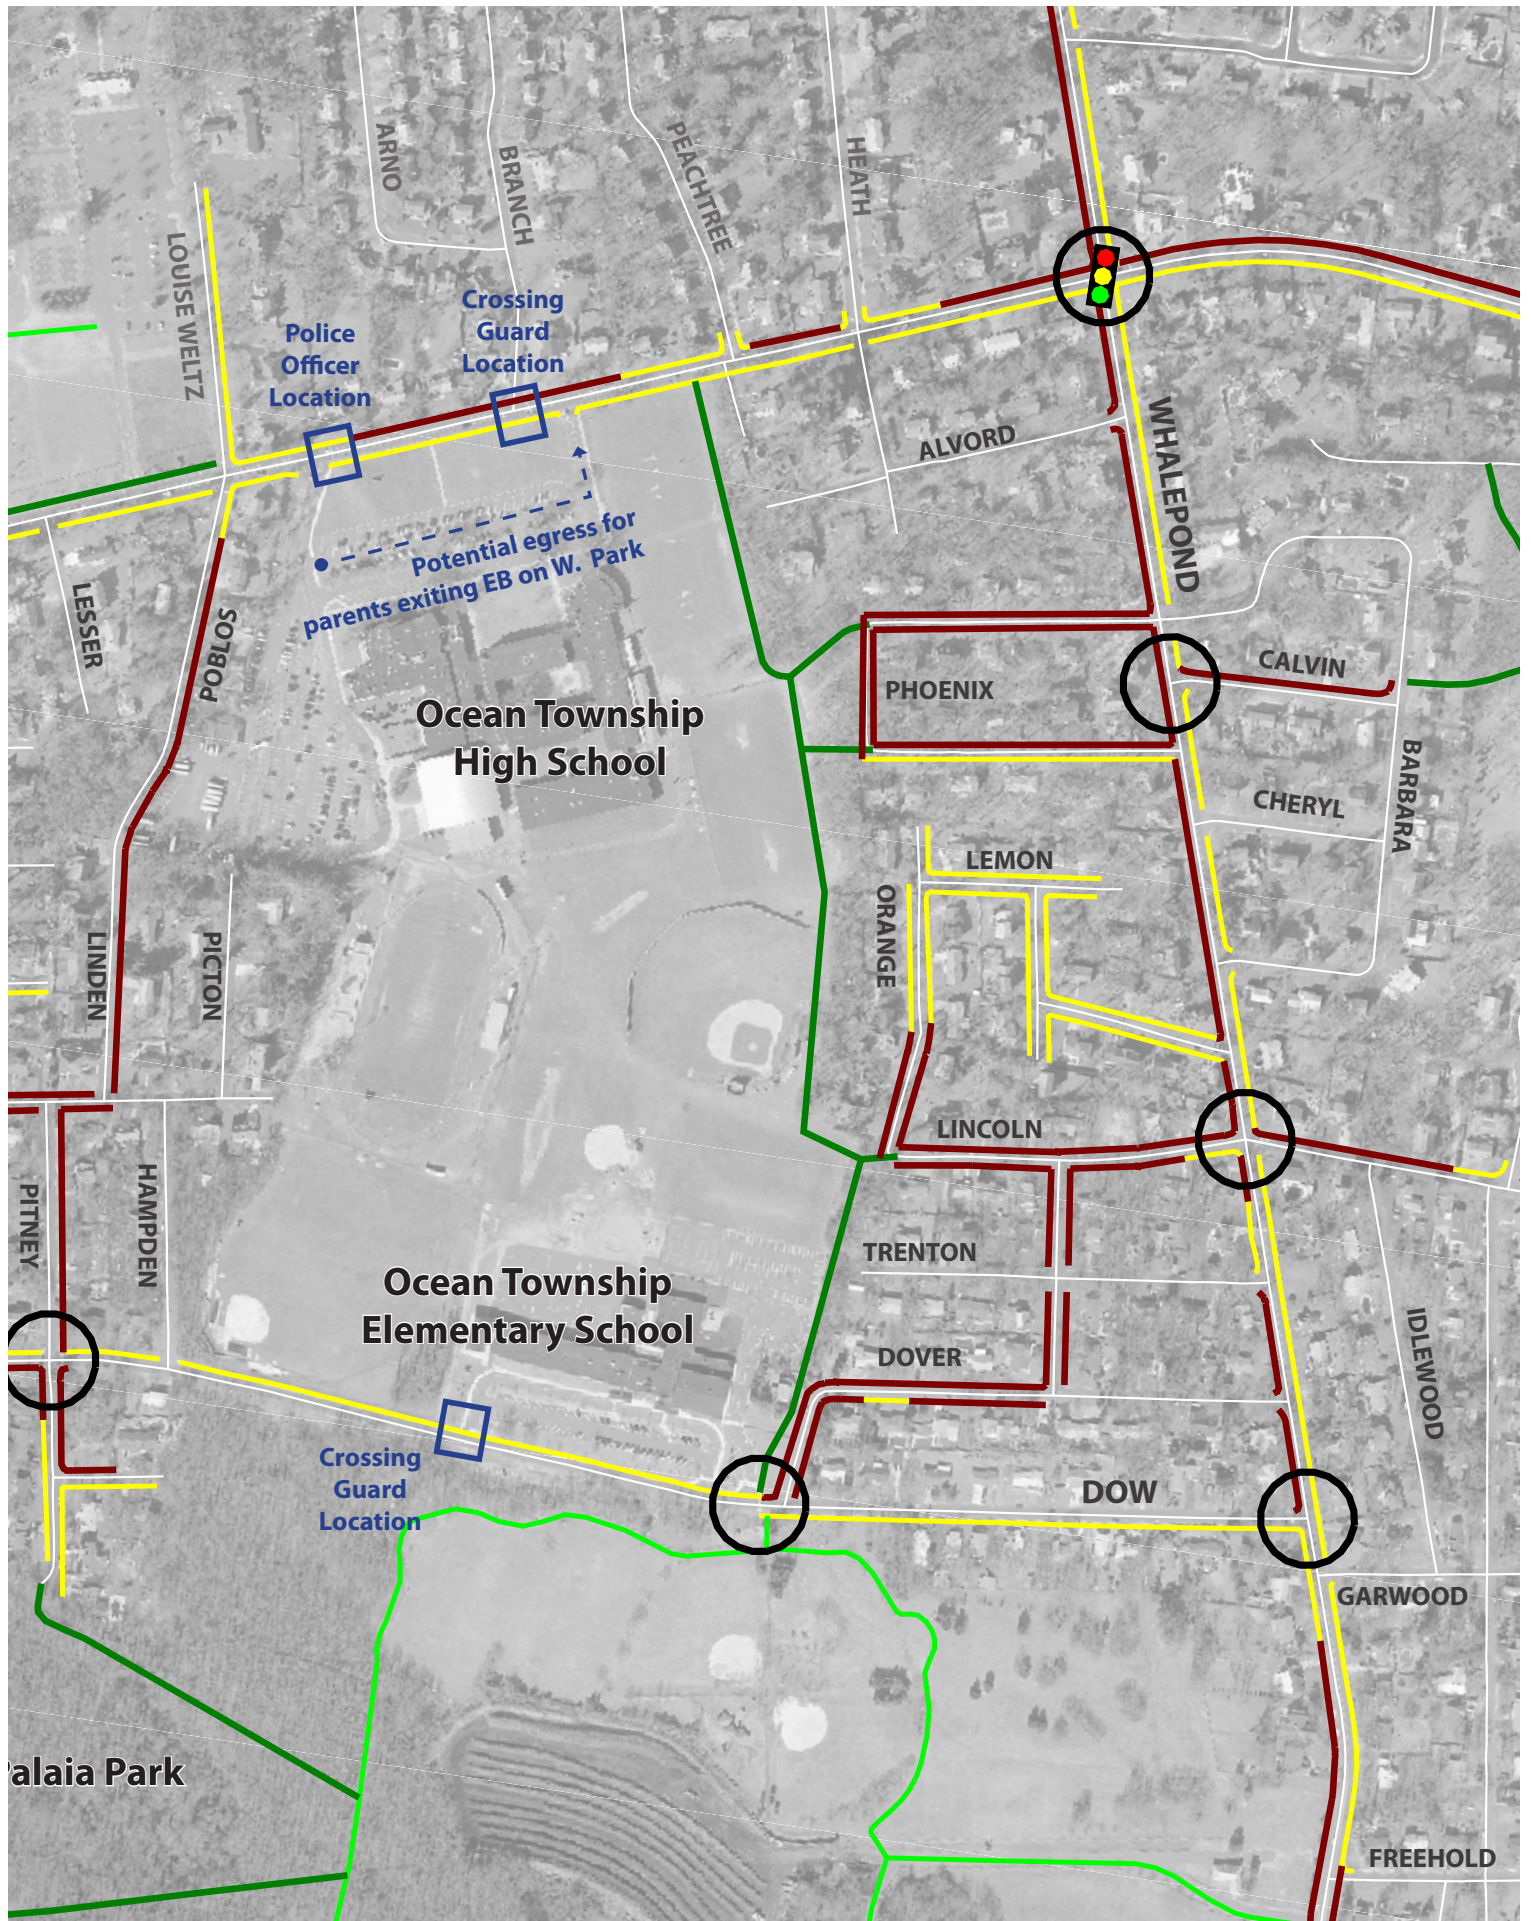 ARNO
BRANCH
PEACHTREE
HEATH
LOUISE WELTZ
Police
Officer
Location
Crossing
Guard
Location
ALVORD
WHALEPOND
Potential egress for
parents exiting EB on W. Park
LESSER
POBLOS
PHOENIX
CALVIN
Ocean Township
High School
BARBARA
CHERYL
LEMON
ORANGE
LINDEN
PICTON
LINCOLN
PITNEY
HAMPDEN
TRENTON
Ocean Township
Elementary School
DOVER
IDLEWOOD
Crossing
Guard
Location
DOW
GARWOOD
alaia Park
FREEHOLD